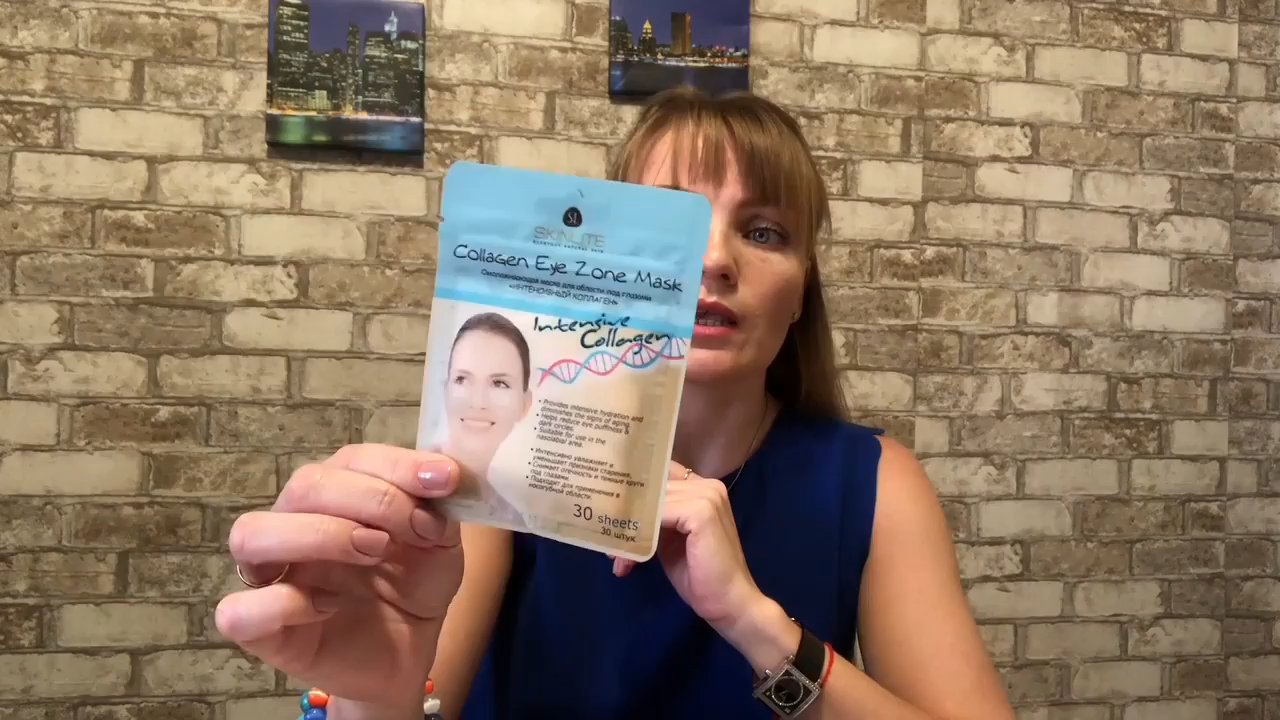 SL
SKINLITE
Collagen Eye Zone Mask
Омолаживающая маска для области под глазами
«ИНТЕНСИВНЫЙ КОЛЛАГЕН»
Intensive
Collagen
• Provides intensive hydration and
diminishes the signs of aging.
• Helps reduce eye puffiness &
dark circles.
• Suitable for use in the
nasolabial area.
• Интенсивно увлажняет и
уменьшает признаки старения.
• Снимает отечность и темные круги
под глазами.
• Подходит для применения в
носогубной области.
30 sheets
30 штук